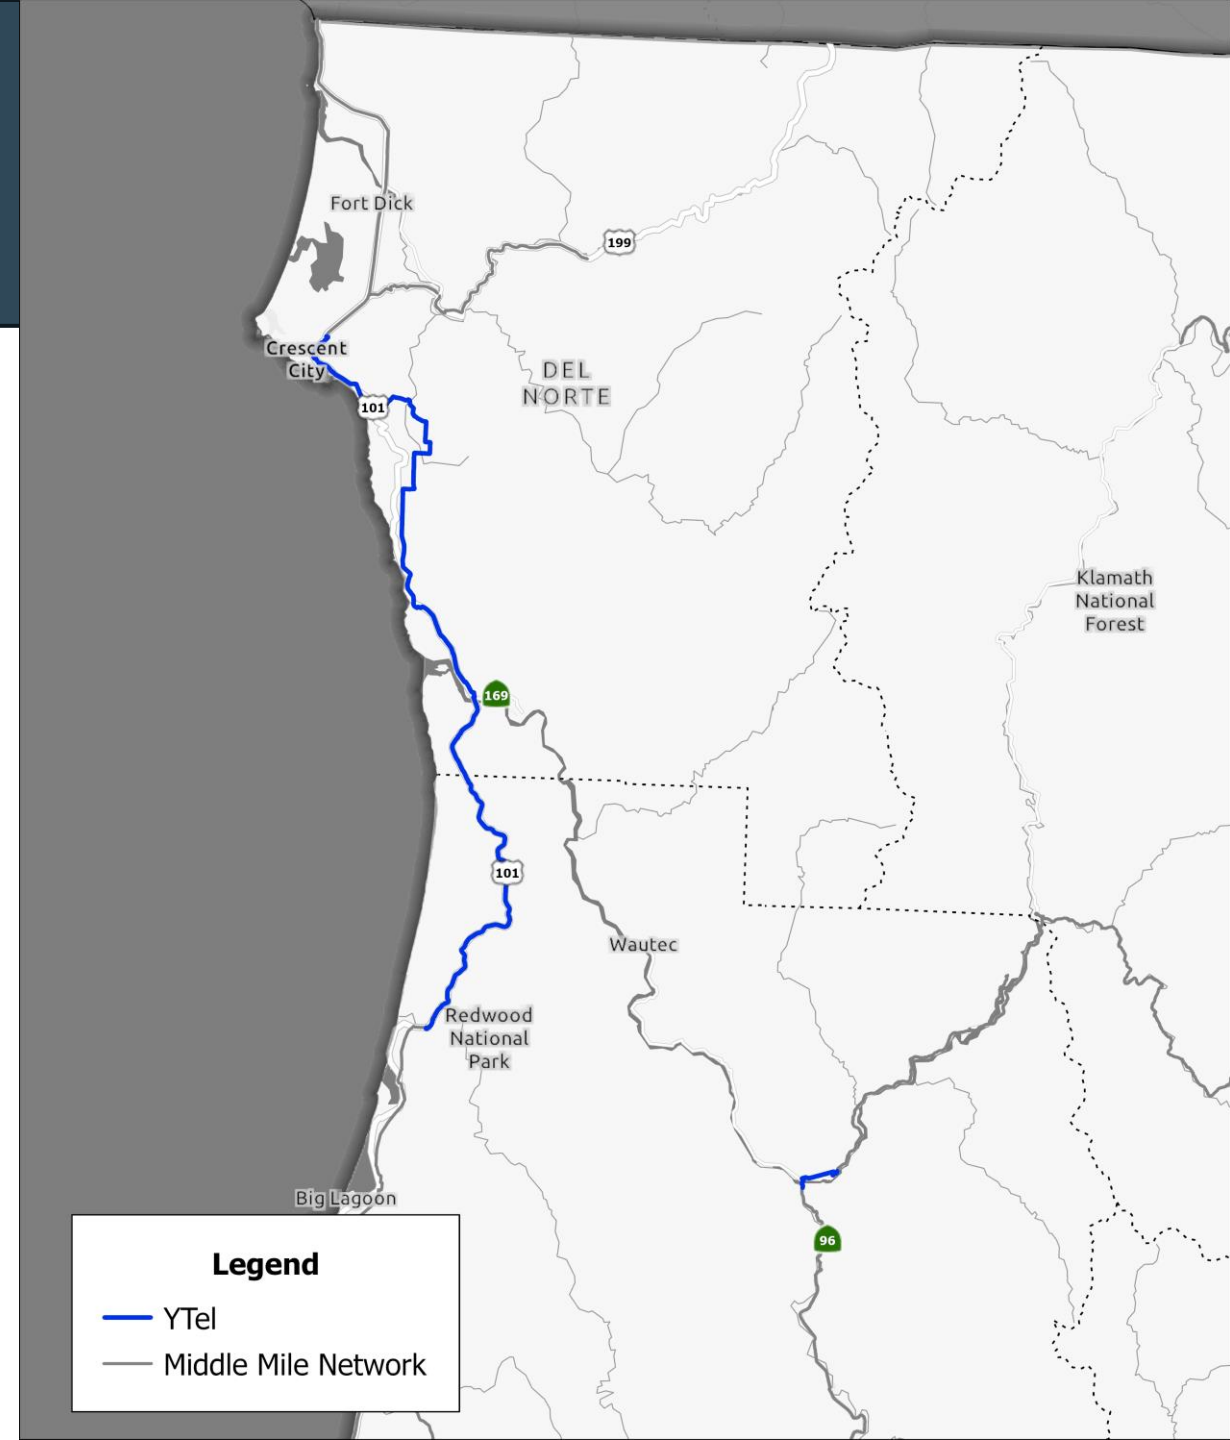 Fort Dick
199
Crescent
City
DEL
NORTE
101
Klamath
National
Forest
169
101
Wautec
Redwood
National
Park
Big Lagoon
96
Legend
YTel
Middle Mile Network